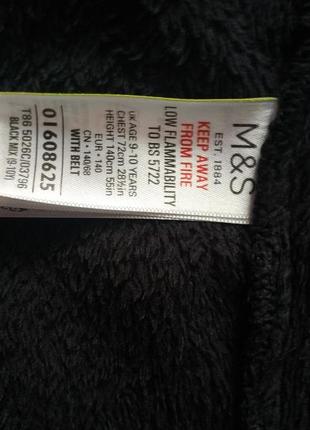 M&S
EST. 1884
KEEP AWAY
FROM FIRE
LOW FLAMMABILITY
TO BS 5722
UK AGE 9-10 YEARS
CHEST 72cm 28½in
HEIGHT 140cm 55in
EUR • 140
CN • 140/68
WITH BELT
01608625
T86 5026C/03796
BLACK MIX (9-10Y)